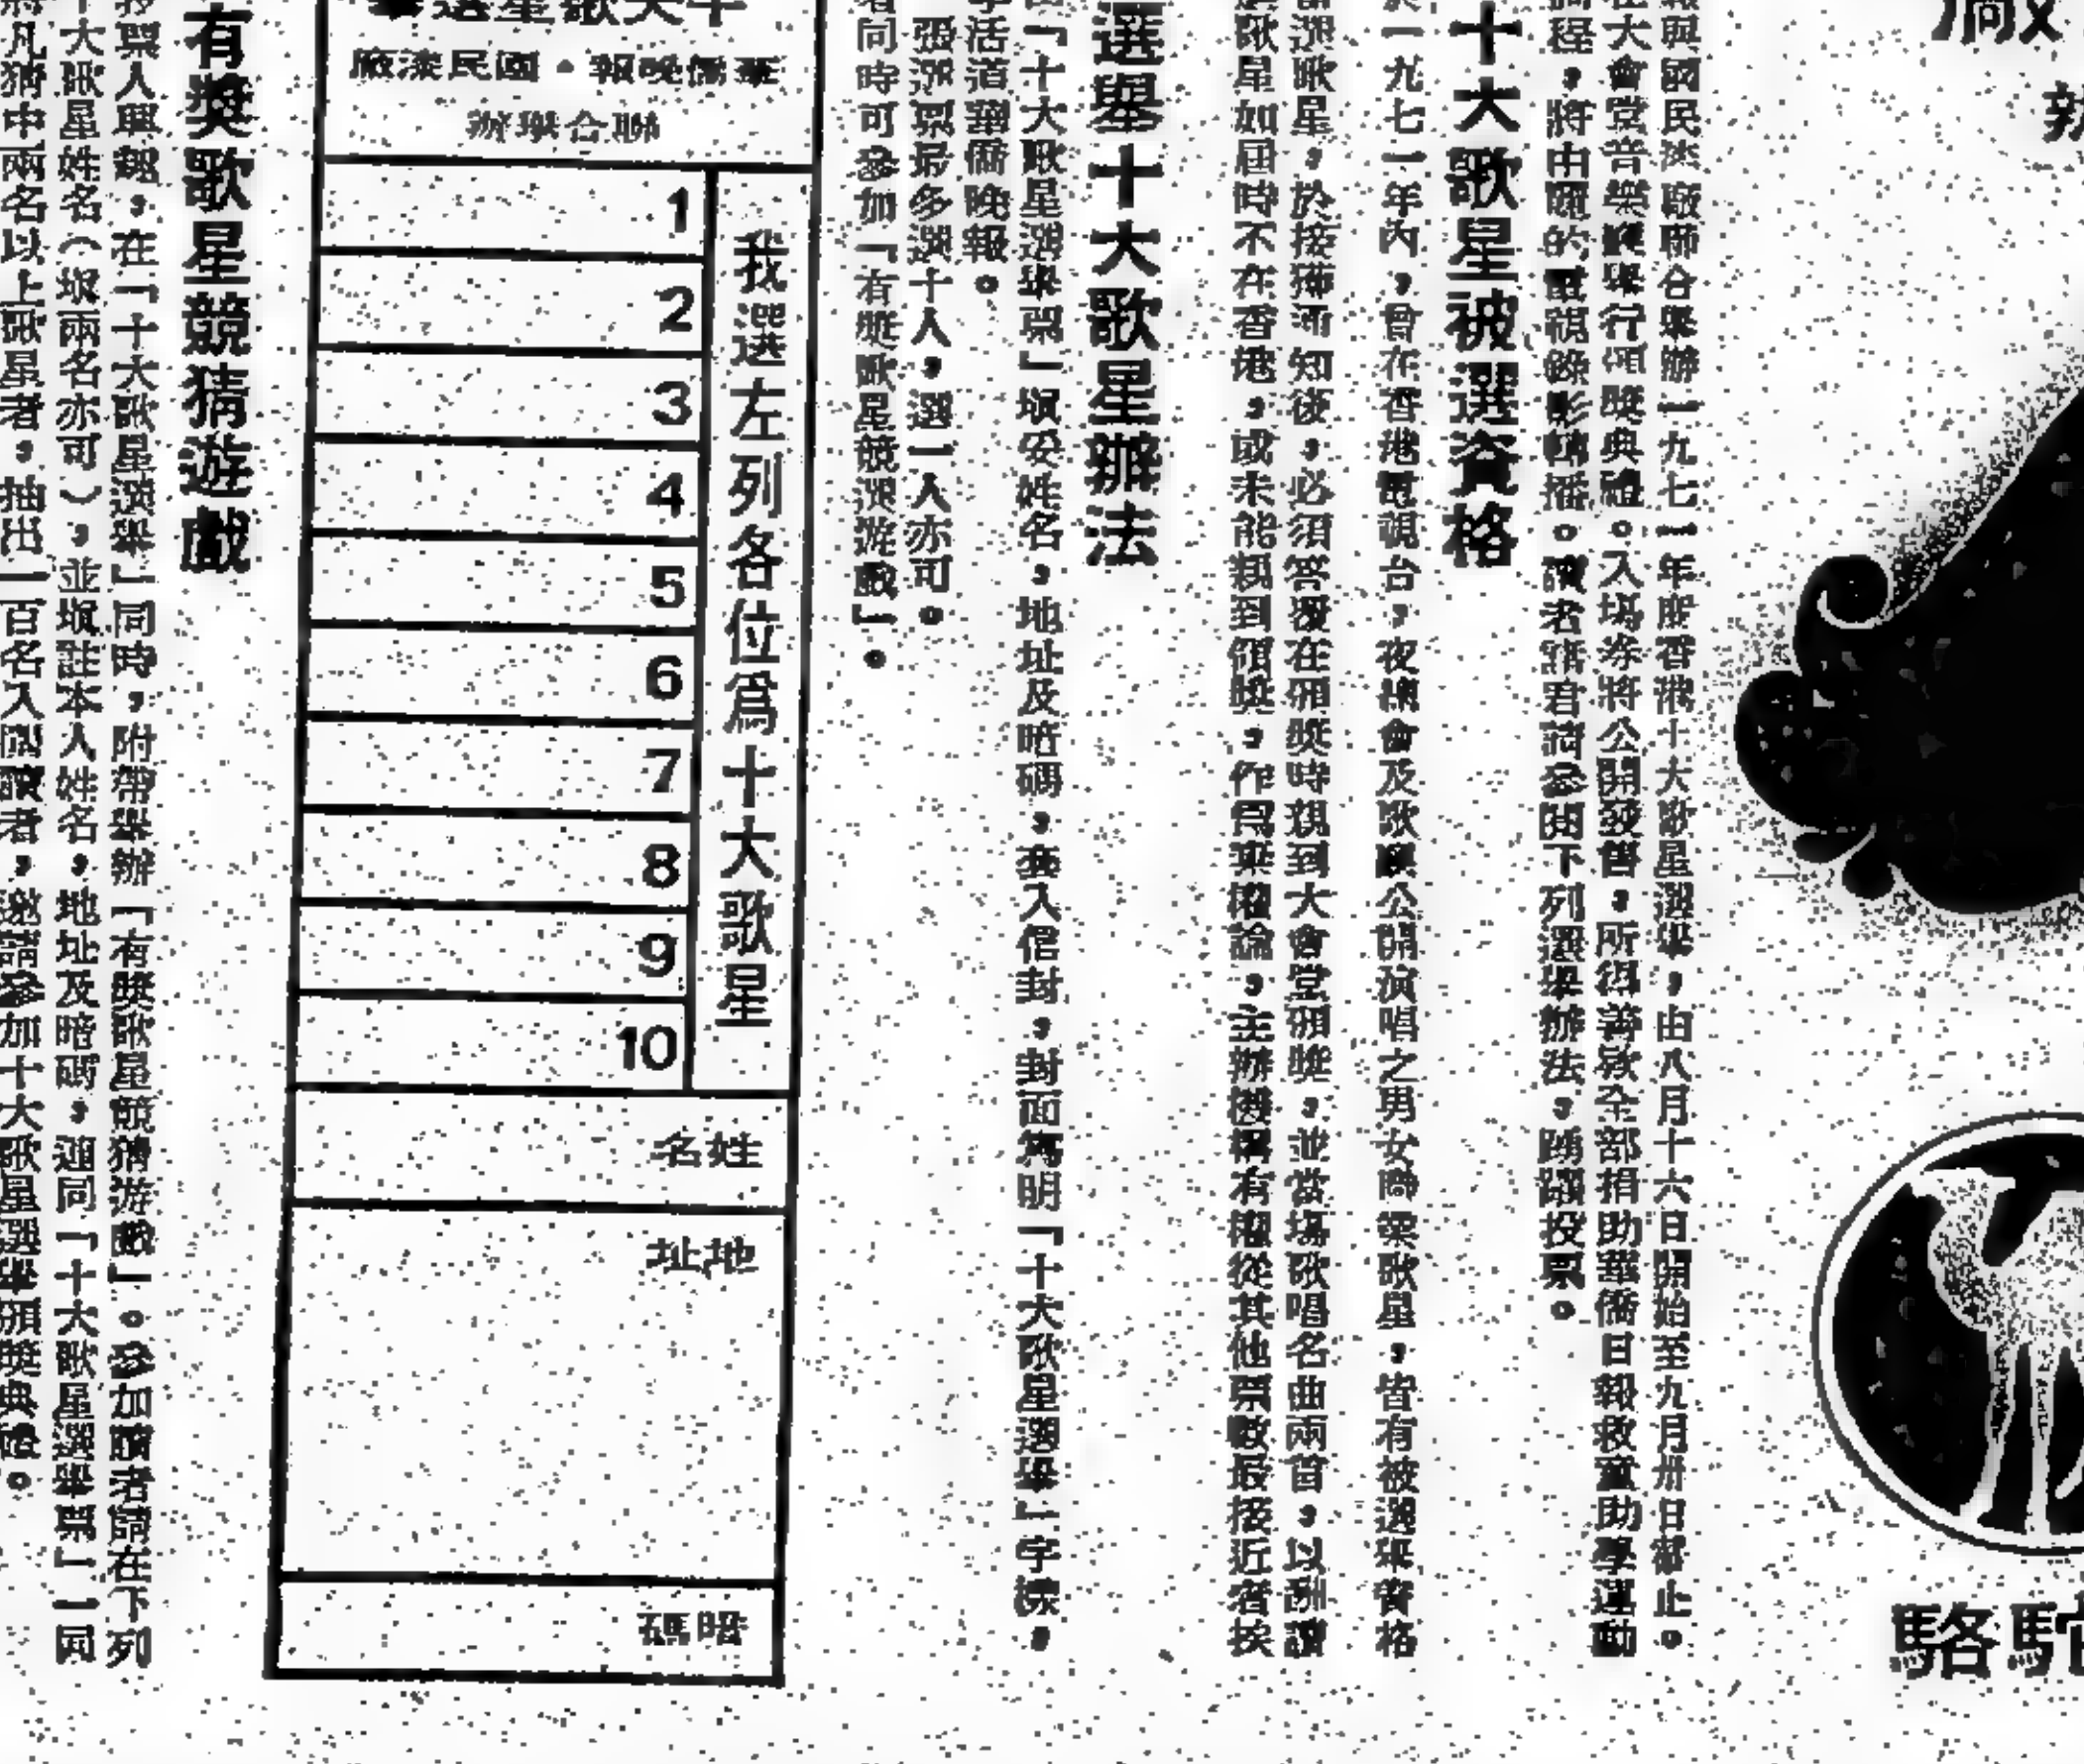 駱駝
報與國民漆廠聯合舉辦一九七一年度香港十大歌星選舉，由八月十六日開始至九月卅日截止。
在大會堂音樂廳舉行頒獎典禮。入場券將公開發售，所得善款全部捐助華僑日報救童助學運動
將由麗的電視錄影轉播。讀者諸君請參閱下列選舉辦法，踴躍投票。
十大歌星被選資格
一九七一年內，曾在香港電視台，夜總會及歌廳公開演唱之男女職業歌星，皆有被選舉資格
當選歌星，於接獲通知後，必須答覆在頒獎時親到大會堂領獎，並當場歌唱名曲兩首，以酬讀
歌星如屆時不在香港，或未能親到領獎，作爲棄權論，主辦機構有權從其他票數最接近者挨
選舉十大歌星辦法
「十大歌星選舉票」填妥姓名，地址及暗碼，套入信封，封面寫明「十大歌星選舉」字樣，
活道華僑晚報。
張選票最多選十人，選一人亦可。
同時可參加「有獎歌星競猜遊戲」。
十大歌星選舉
華僑晚報・國民漆廠
聯合舉辦
我選左列各位爲十大歌星
1
2
3
4
5
6
7
8
9
10
姓名
地址
暗碼
有獎歌星競猜遊戲
投票人興趣，在「十大歌星選舉」同時，附帶舉辦「有獎歌星競猜遊戲」。參加讀者請在下列
十大歌星姓名（填兩名亦可），並填註本人姓名，地址及暗碼，連同「十大歌星選舉票」一同
凡猜中兩名以上歌星者，抽出一百名入圍讀者，邀請參加十大歌星選舉頒獎典禮。